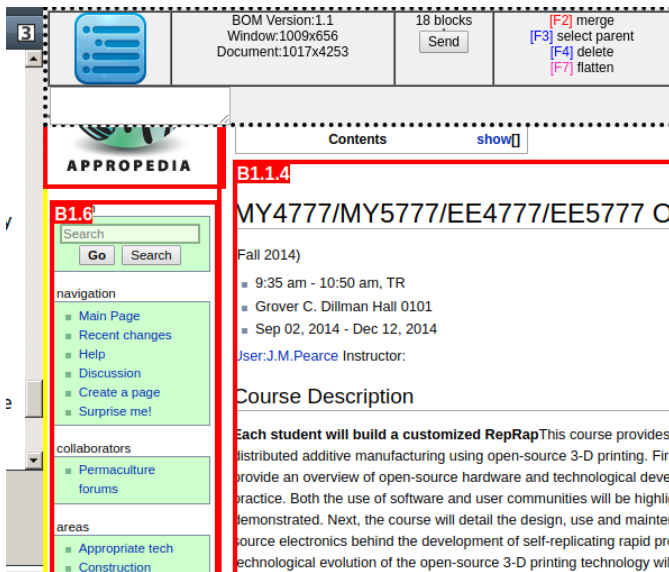 3
BOM Version:1.1
Window:1009x656
Document:1017x4253
18 blocks
Send
[F2] merge
[F3] select parent
[F4] delete
[F7] flatten
APPROPEDIA
Contents
show[]
B1.6
Search
Go Search
navigation
Main Page
Recent changes
Help
Discussion
Create a page
Surprise me!
collaborators
Permaculture
forums
areas
Appropriate tech
Construction
B1.1.4
MY4777/MY5777/EE4777/EE5777 O
Fall 2014)
9:35 am - 10:50 am, TR
Grover C. Dillman Hall 0101
Sep 02, 2014 - Dec 12, 2014
User:J.M.Pearce Instructor:
Course Description
Each student will build a customized RepRapThis course provides
distributed additive manufacturing using open-source 3-D printing. Fir
provide an overview of open-source hardware and technological deve
practice. Both the use of software and user communities will be highli
demonstrated. Next, the course will detail the design, use and mainte
source electronics behind the development of self-replicating rapid pro
technological evolution of the open-source 3-D printing technology wi